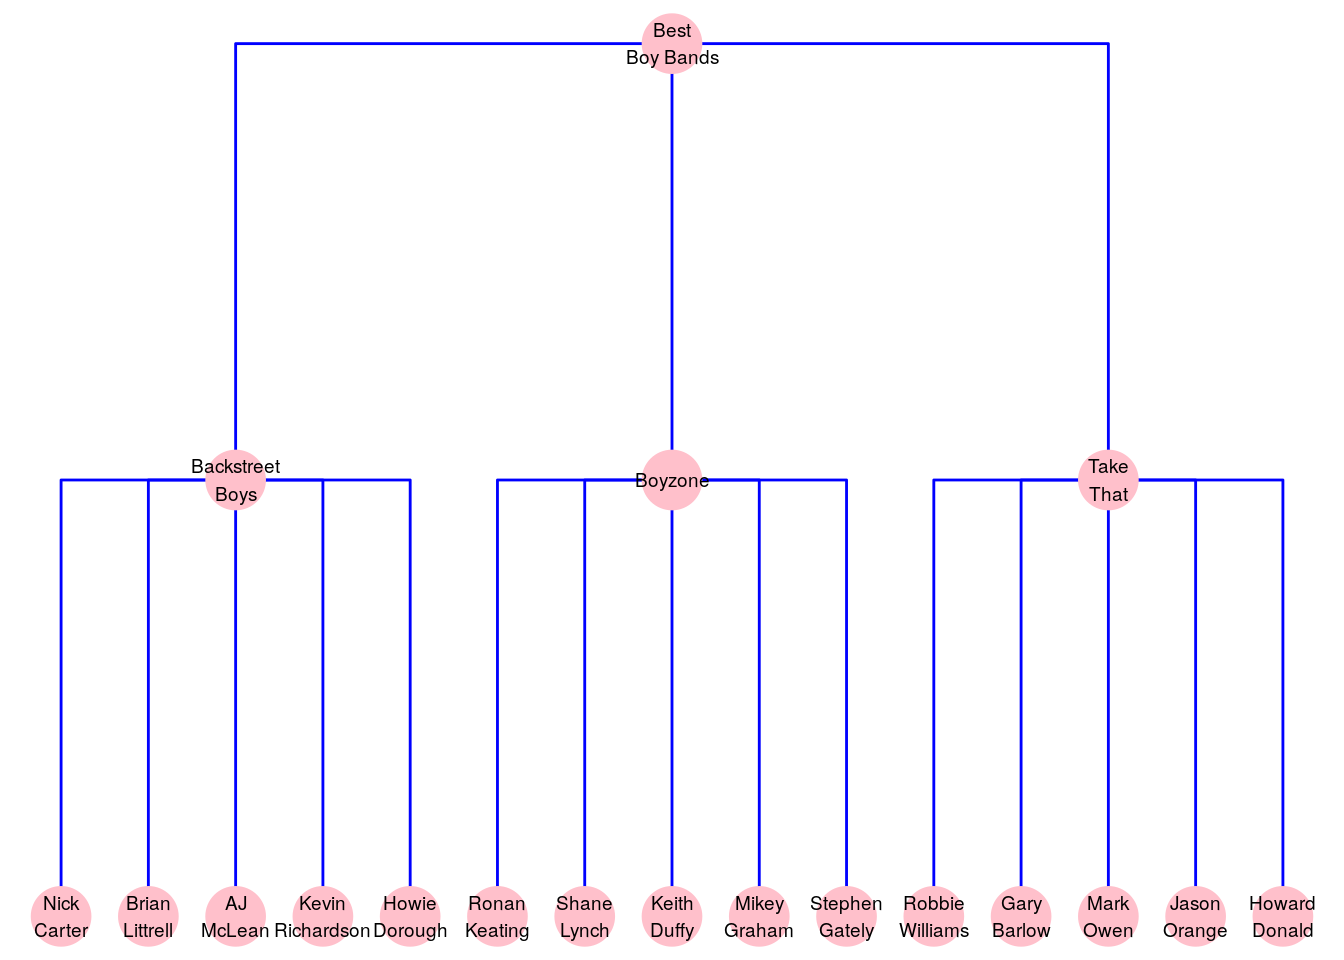 Best
Boy Bands
Backstreet
Boys
Boyzone
Take
That
Nick
Carter
Brian
Littrell
AJ
McLean
Kevin
Richardson
Howie
Dorough
Ronan
Keating
Shane
Lynch
Keith
Duffy
Mikey
Graham
Stephen
Gately
Robbie
Williams
Gary
Barlow
Mark
Owen
Jason
Orange
Howard
Donald